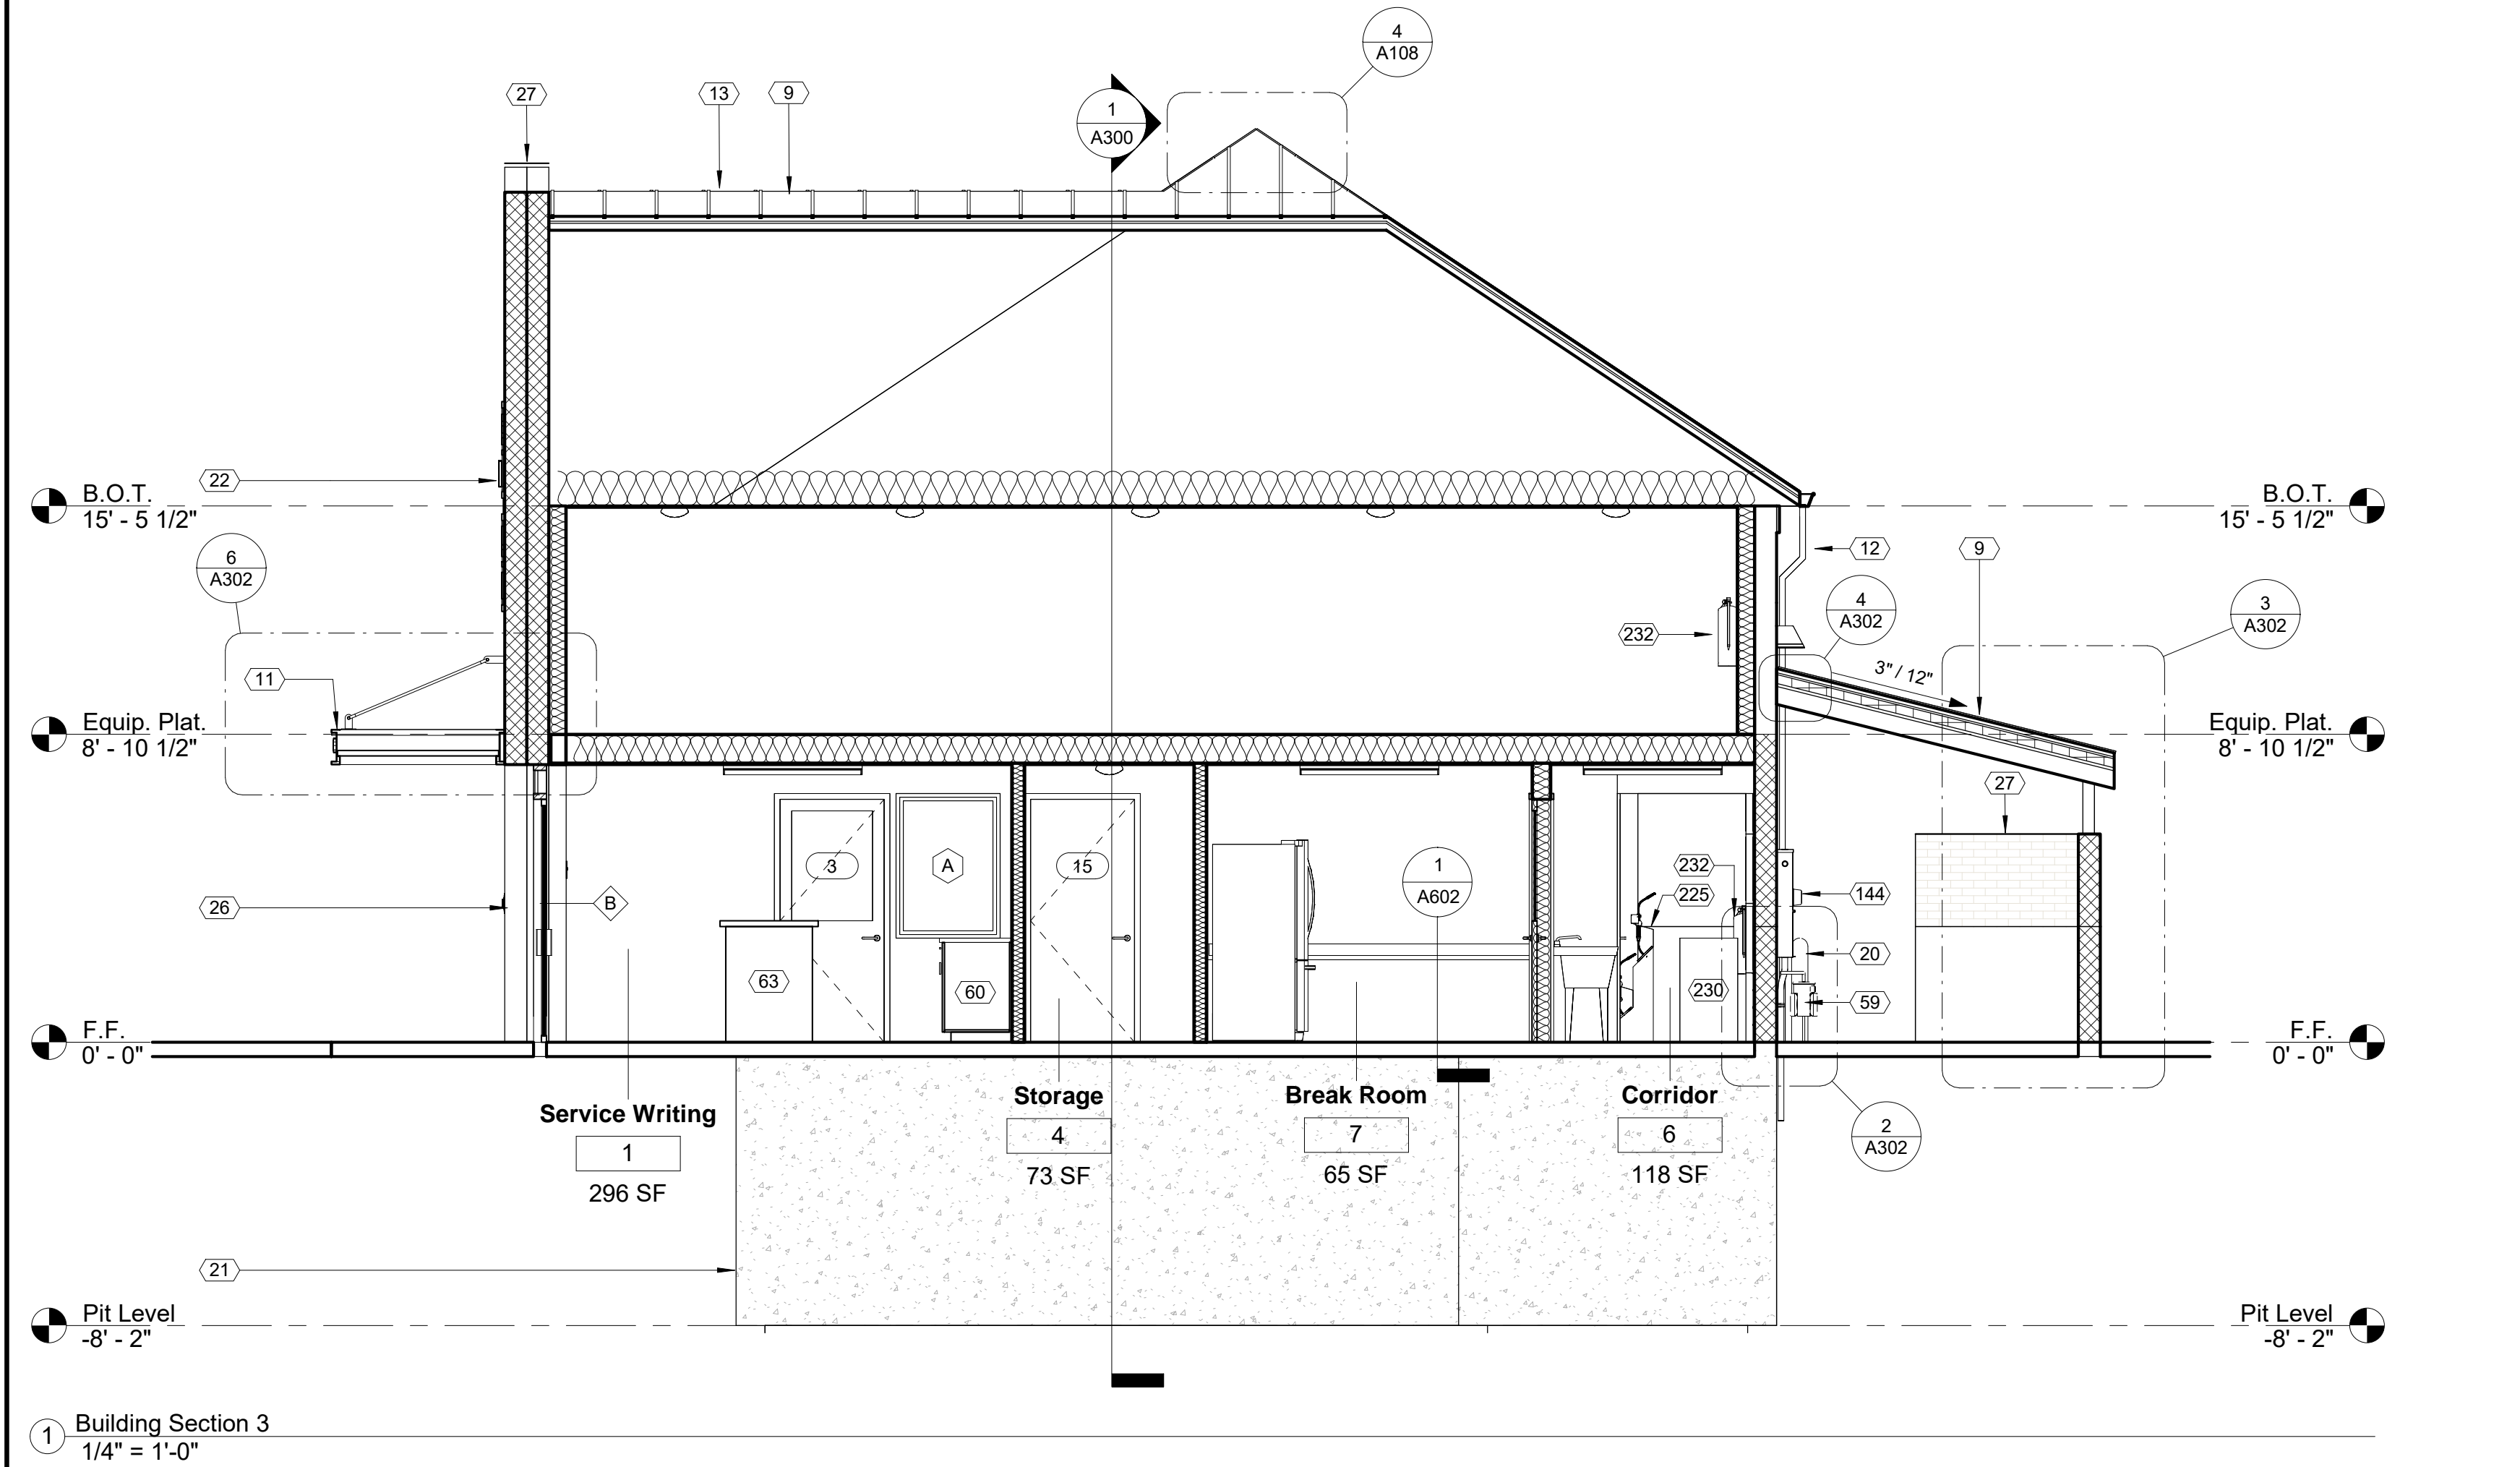 4
A108
27
13
9
1
A300
22
B.O.T.
15' - 5 1/2"
B.O.T.
15' - 5 1/2"
12
9
6
A302
4
A302
3
A302
232
11
3" / 12"
Equip. Plat.
8' - 10 1/2"
Equip. Plat.
8' - 10 1/2"
27
3
A
15
1
A602
232
225
144
26
B
20
63
60
230
59
F.F.
0' - 0"
F.F.
0' - 0"
Service Writing
1
296 SF
Storage
4
73 SF
Break Room
7
65 SF
Corridor
6
118 SF
2
A302
21
Pit Level
-8' - 2"
Pit Level
-8' - 2"
1
Building Section 3
1/4" = 1'-0"